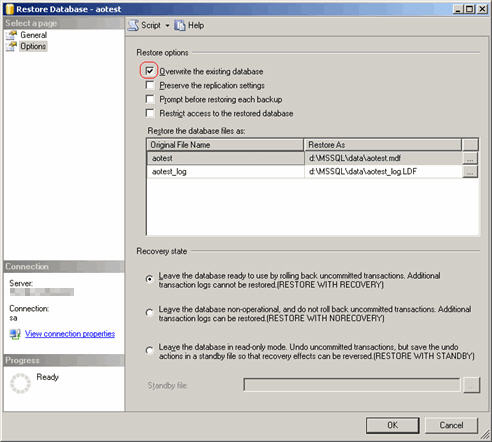 Restore Database - aotest
Select a page
General
Options
Script
Help
Restore options
Overwrite the existing database
Preserve the replication settings
Prompt before restoring each backup
Restrict access to the restored database
Restore the database files as:
Original File Name Restore As
aotest d:\MSSQL\data\aotest.mdf ...
aotest_log d:\MSSQL\data\aotest_log.LDF ...
Recovery state
Leave the database ready to use by rolling back uncommitted transactions. Additional
transaction logs cannot be restored.(RESTORE WITH RECOVERY)
Leave the database non-operational, and do not roll back uncommitted transactions. Additional
transaction logs can be restored.(RESTORE WITH NORECOVERY)
Leave the database in read-only mode. Undo uncommitted transactions, but save the undo
actions in a standby file so that recovery effects can be reversed.(RESTORE WITH STANDBY)
Standby file: ...
Connection
Server:
Connection:
sa
View connection properties
Progress
Ready
OK
Cancel